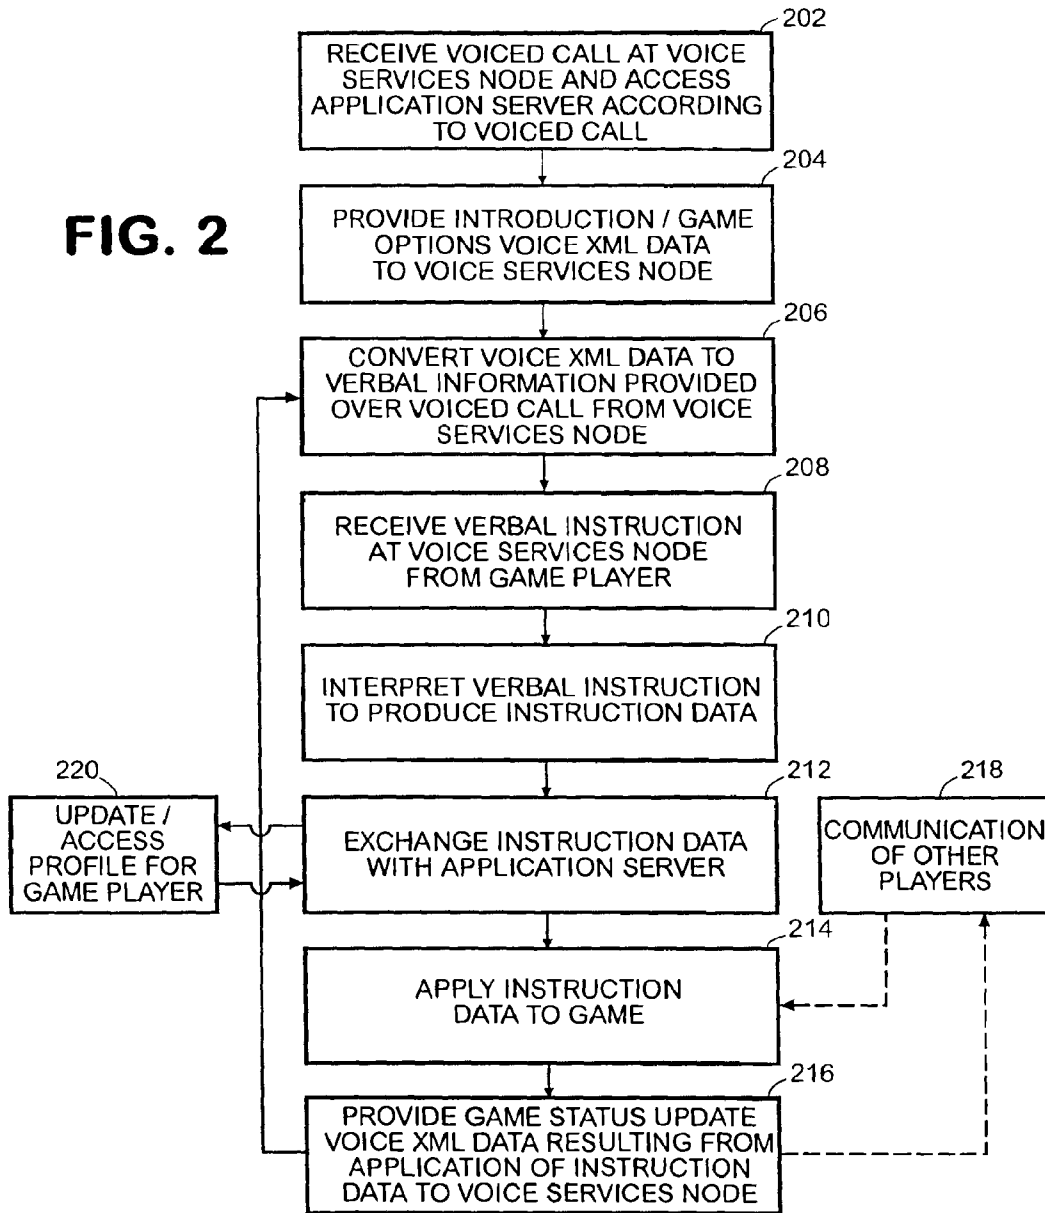 202
RECEIVE VOICED CALL AT VOICE
SERVICES NODE AND ACCESS
APPLICATION SERVER ACCORDING
TO VOICED CALL
204
FIG. 2
PROVIDE INTRODUCTION / GAME
OPTIONS VOICE XML DATA
TO VOICE SERVICES NODE
206
CONVERT VOICE XML DATA TO
VERBAL INFORMATION PROVIDED
OVER VOICED CALL FROM VOICE
SERVICES NODE
208
RECEIVE VERBAL INSTRUCTION
AT VOICE SERVICES NODE
FROM GAME PLAYER
210
INTERPRET VERBAL INSTRUCTION
TO PRODUCE INSTRUCTION DATA
220
UPDATE /
ACCESS
PROFILE FOR
GAME PLAYER
212
EXCHANGE INSTRUCTION DATA
WITH APPLICATION SERVER
218
COMMUNICATION
OF OTHER
PLAYERS
214
APPLY INSTRUCTION
DATA TO GAME
216
PROVIDE GAME STATUS UPDATE
VOICE XML DATA RESULTING FROM
APPLICATION OF INSTRUCTION
DATA TO VOICE SERVICES NODE